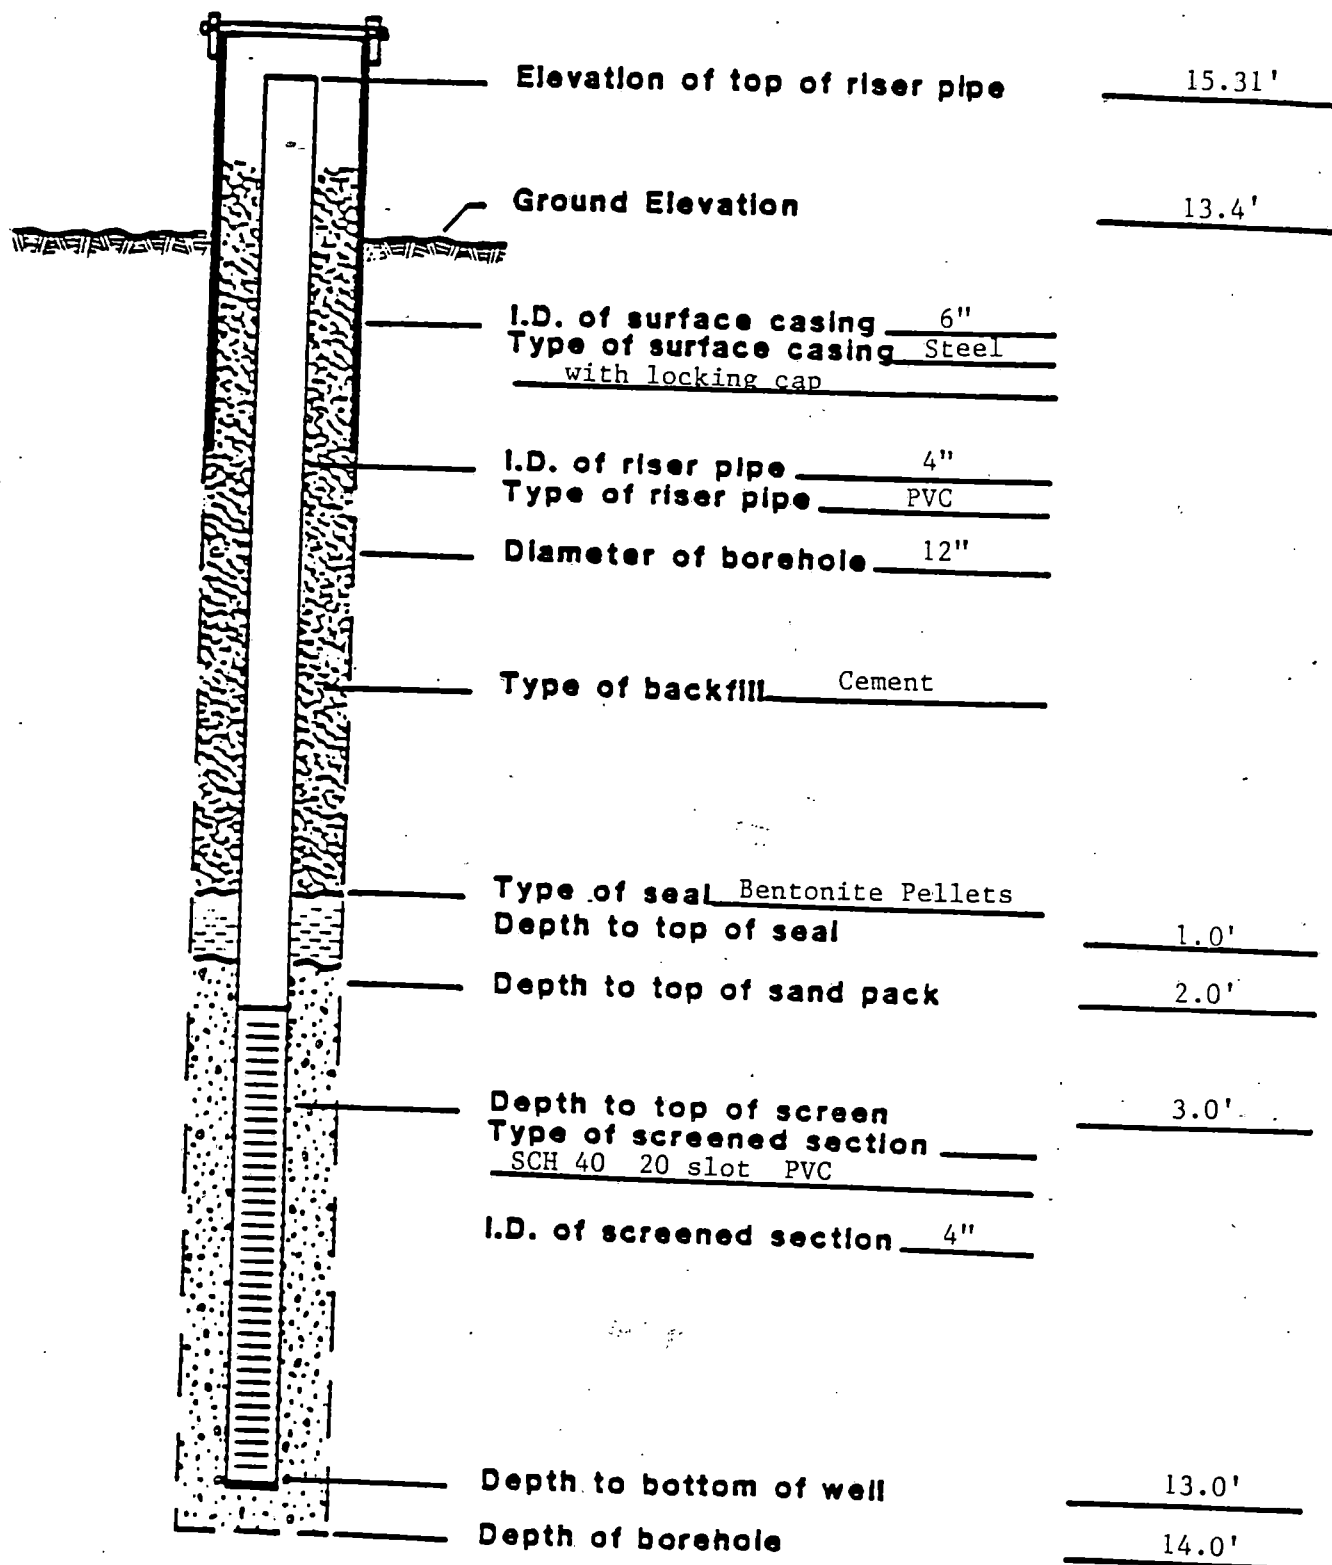 Elevation of top of riser pipe 15.31'
Ground Elevation 13.4'
I.D. of surface casing 6"
Type of surface casing Steel
with locking cap
I.D. of riser pipe 4"
Type of riser pipe PVC
Diameter of borehole 12"
Type of backfill Cement
Type of seal Bentonite Pellets
Depth to top of seal 1.0'
Depth to top of sand pack 2.0'
Depth to top of screen 3.0'
Type of screened section
SCH 40 20 slot PVC
I.D. of screened section 4"
Depth to bottom of well 13.0'
Depth of borehole 14.0'